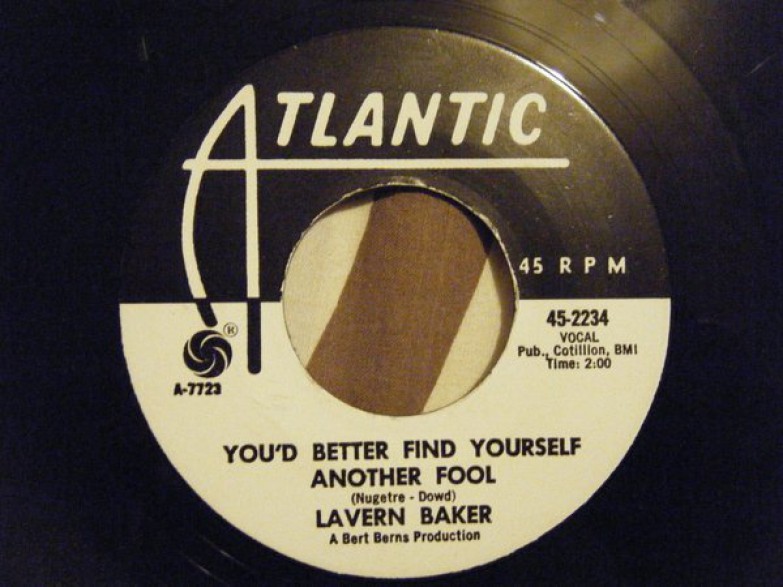 ATLANTIC
45 RPM
45-2234
VOCAL
Pub., Cotillion, BMI
Time: 2:00
®
A-7723
YOU'D BETTER FIND YOURSELF
ANOTHER FOOL
(Nugetre - Dowd)
LAVERN BAKER
A Bert Berns Production